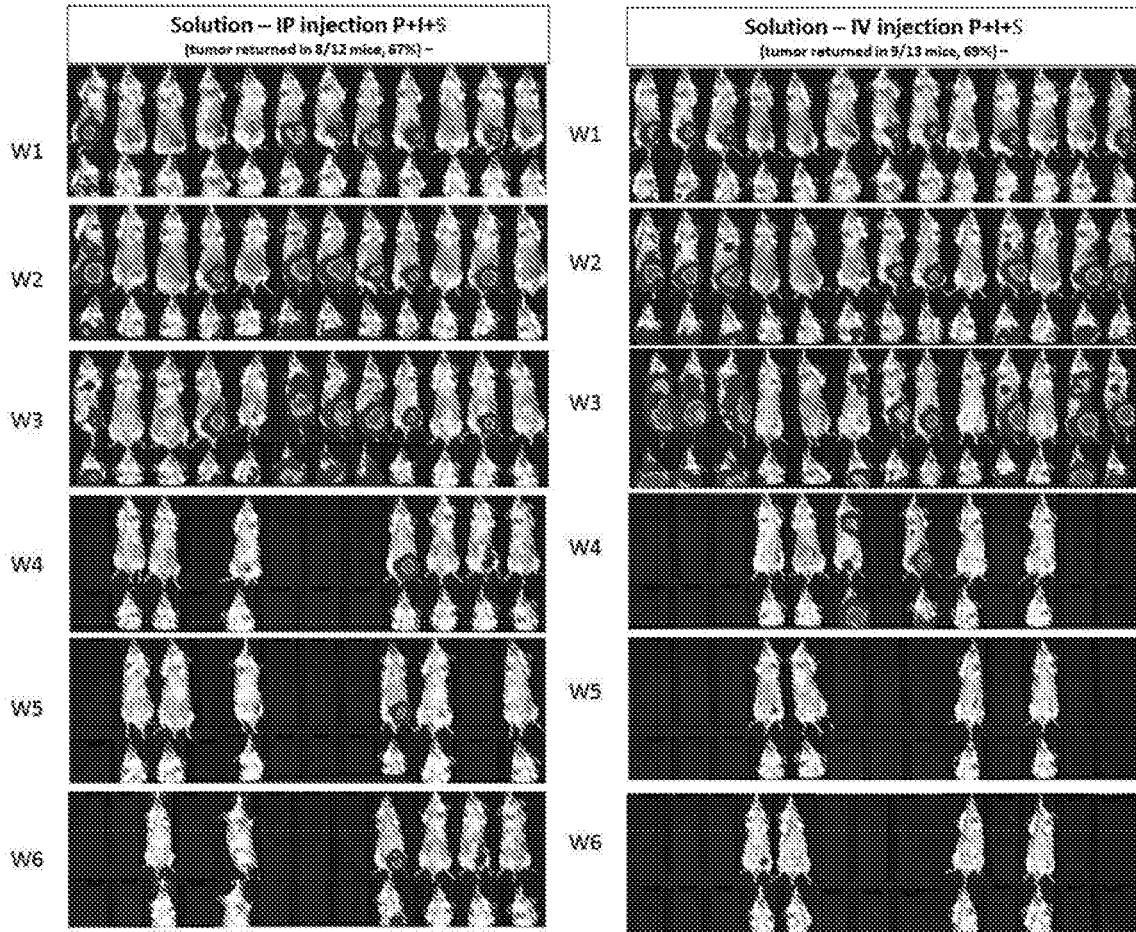 Solution – IP injection P+I+S
(tumor returned in 8/12 mice, 67%) –
W1
W2
W3
W4
W5
W6
Solution – IV injection P+I+S
(tumor returned in 9/13 mice, 69%) –
W1
W2
W3
W4
W5
W6